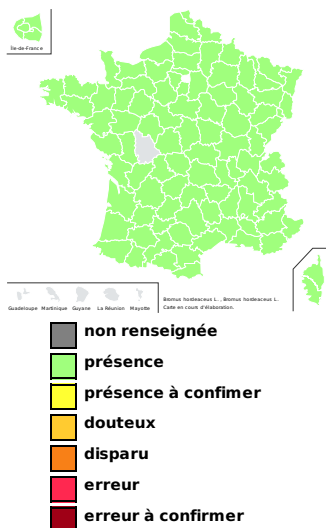 Île-de-France
Guadeloupe Martinique Guyane La Réunion Mayotte
Bromus hordeaceus L. , Bromus hordeaceus L.
Carte en cours d'élaboration.
non renseignée
présence
présence à confimer
douteux
disparu
erreur
erreur à confirmer